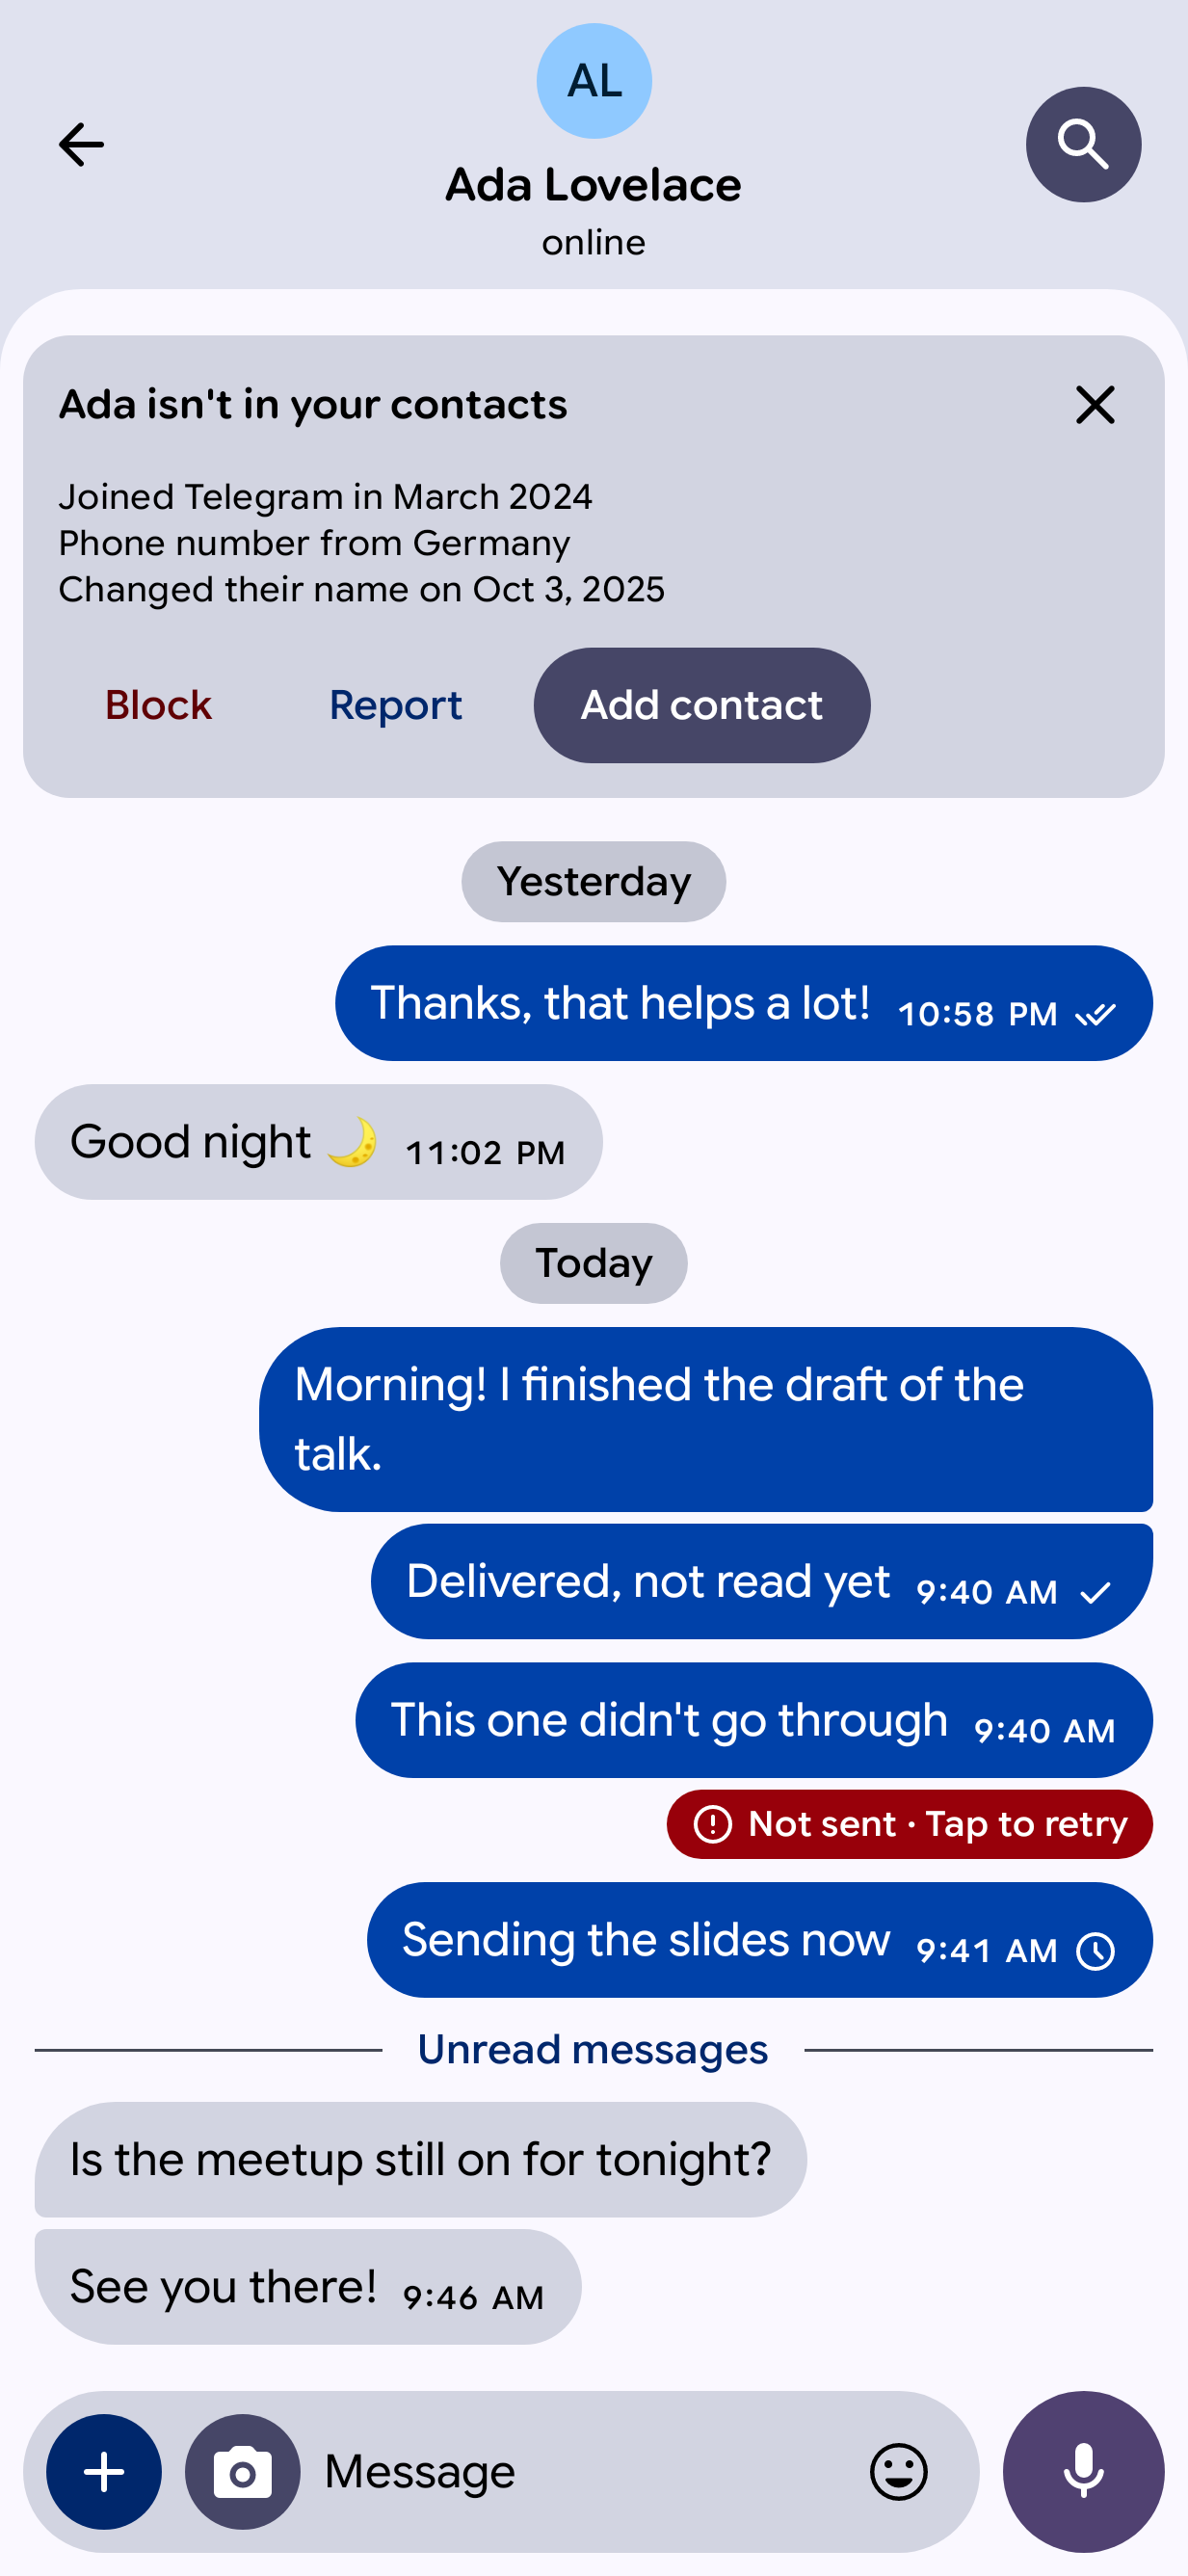 AL
Ada Lovelace
online
Ada isn't in your contacts
Joined Telegram in March 2024
Phone number from Germany
Changed their name on Oct 3, 2025
Block Report Add contact
Yesterday
Thanks, that helps a lot! 10:58 PM
Good night 🌙 11:02 PM
Today
Morning! I finished the draft of the
talk.
Delivered, not read yet 9:40 AM
This one didn't go through 9:40 AM
Not sent · Tap to retry
Sending the slides now 9:41 AM
Unread messages
Is the meetup still on for tonight?
See you there! 9:46 AM
Message